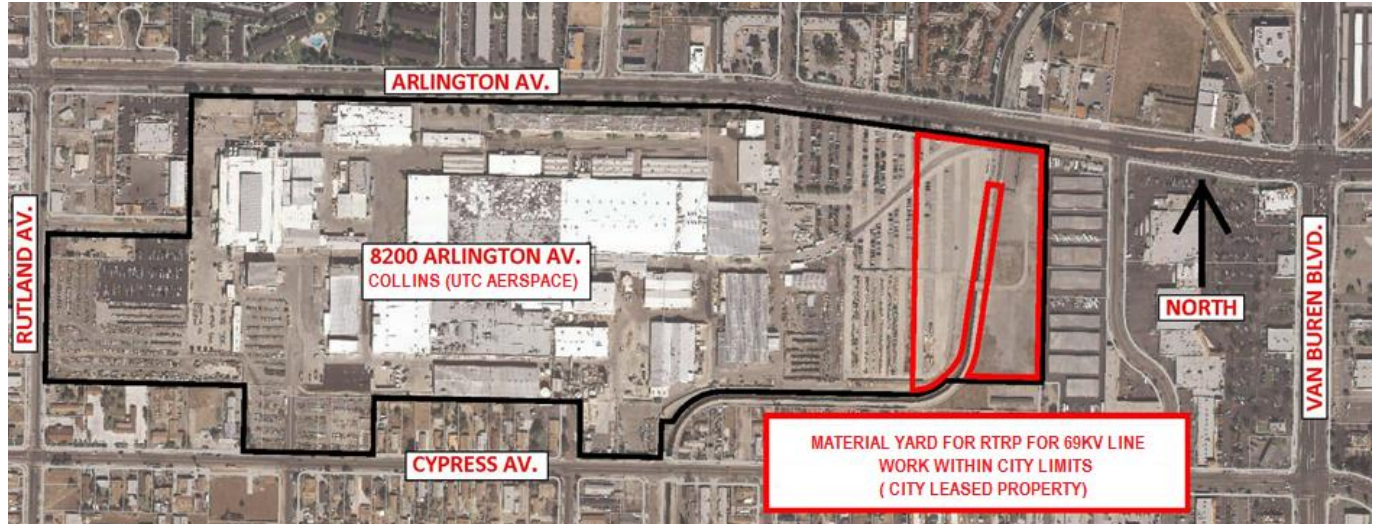 ARLINGTON AV.
RUTLAND AV.
8200 ARLINGTON AV.
COLLINS (UTC AEROSPACE)
NORTH
VAN BUREN BLVD.
MATERIAL YARD FOR RTRP FOR 69KV LINE
WORK WITHIN CITY LIMITS
( CITY LEASED PROPERTY)
CYPRESS AV.